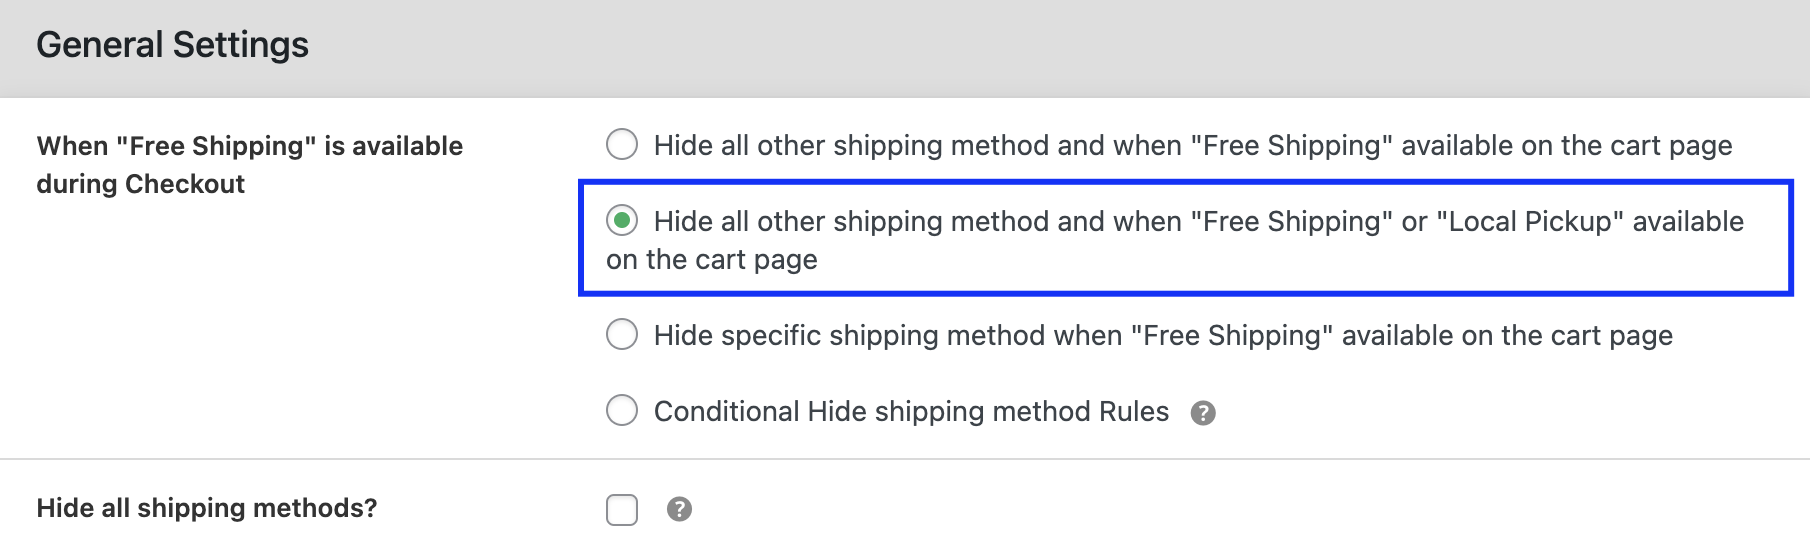 General Settings
When "Free Shipping" is available
during Checkout
Hide all other shipping method and when "Free Shipping" available on the cart page
Hide all other shipping method and when "Free Shipping" or "Local Pickup" available
on the cart page
Hide specific shipping method when "Free Shipping" available on the cart page
Conditional Hide shipping method Rules ?
Hide all shipping methods? ?